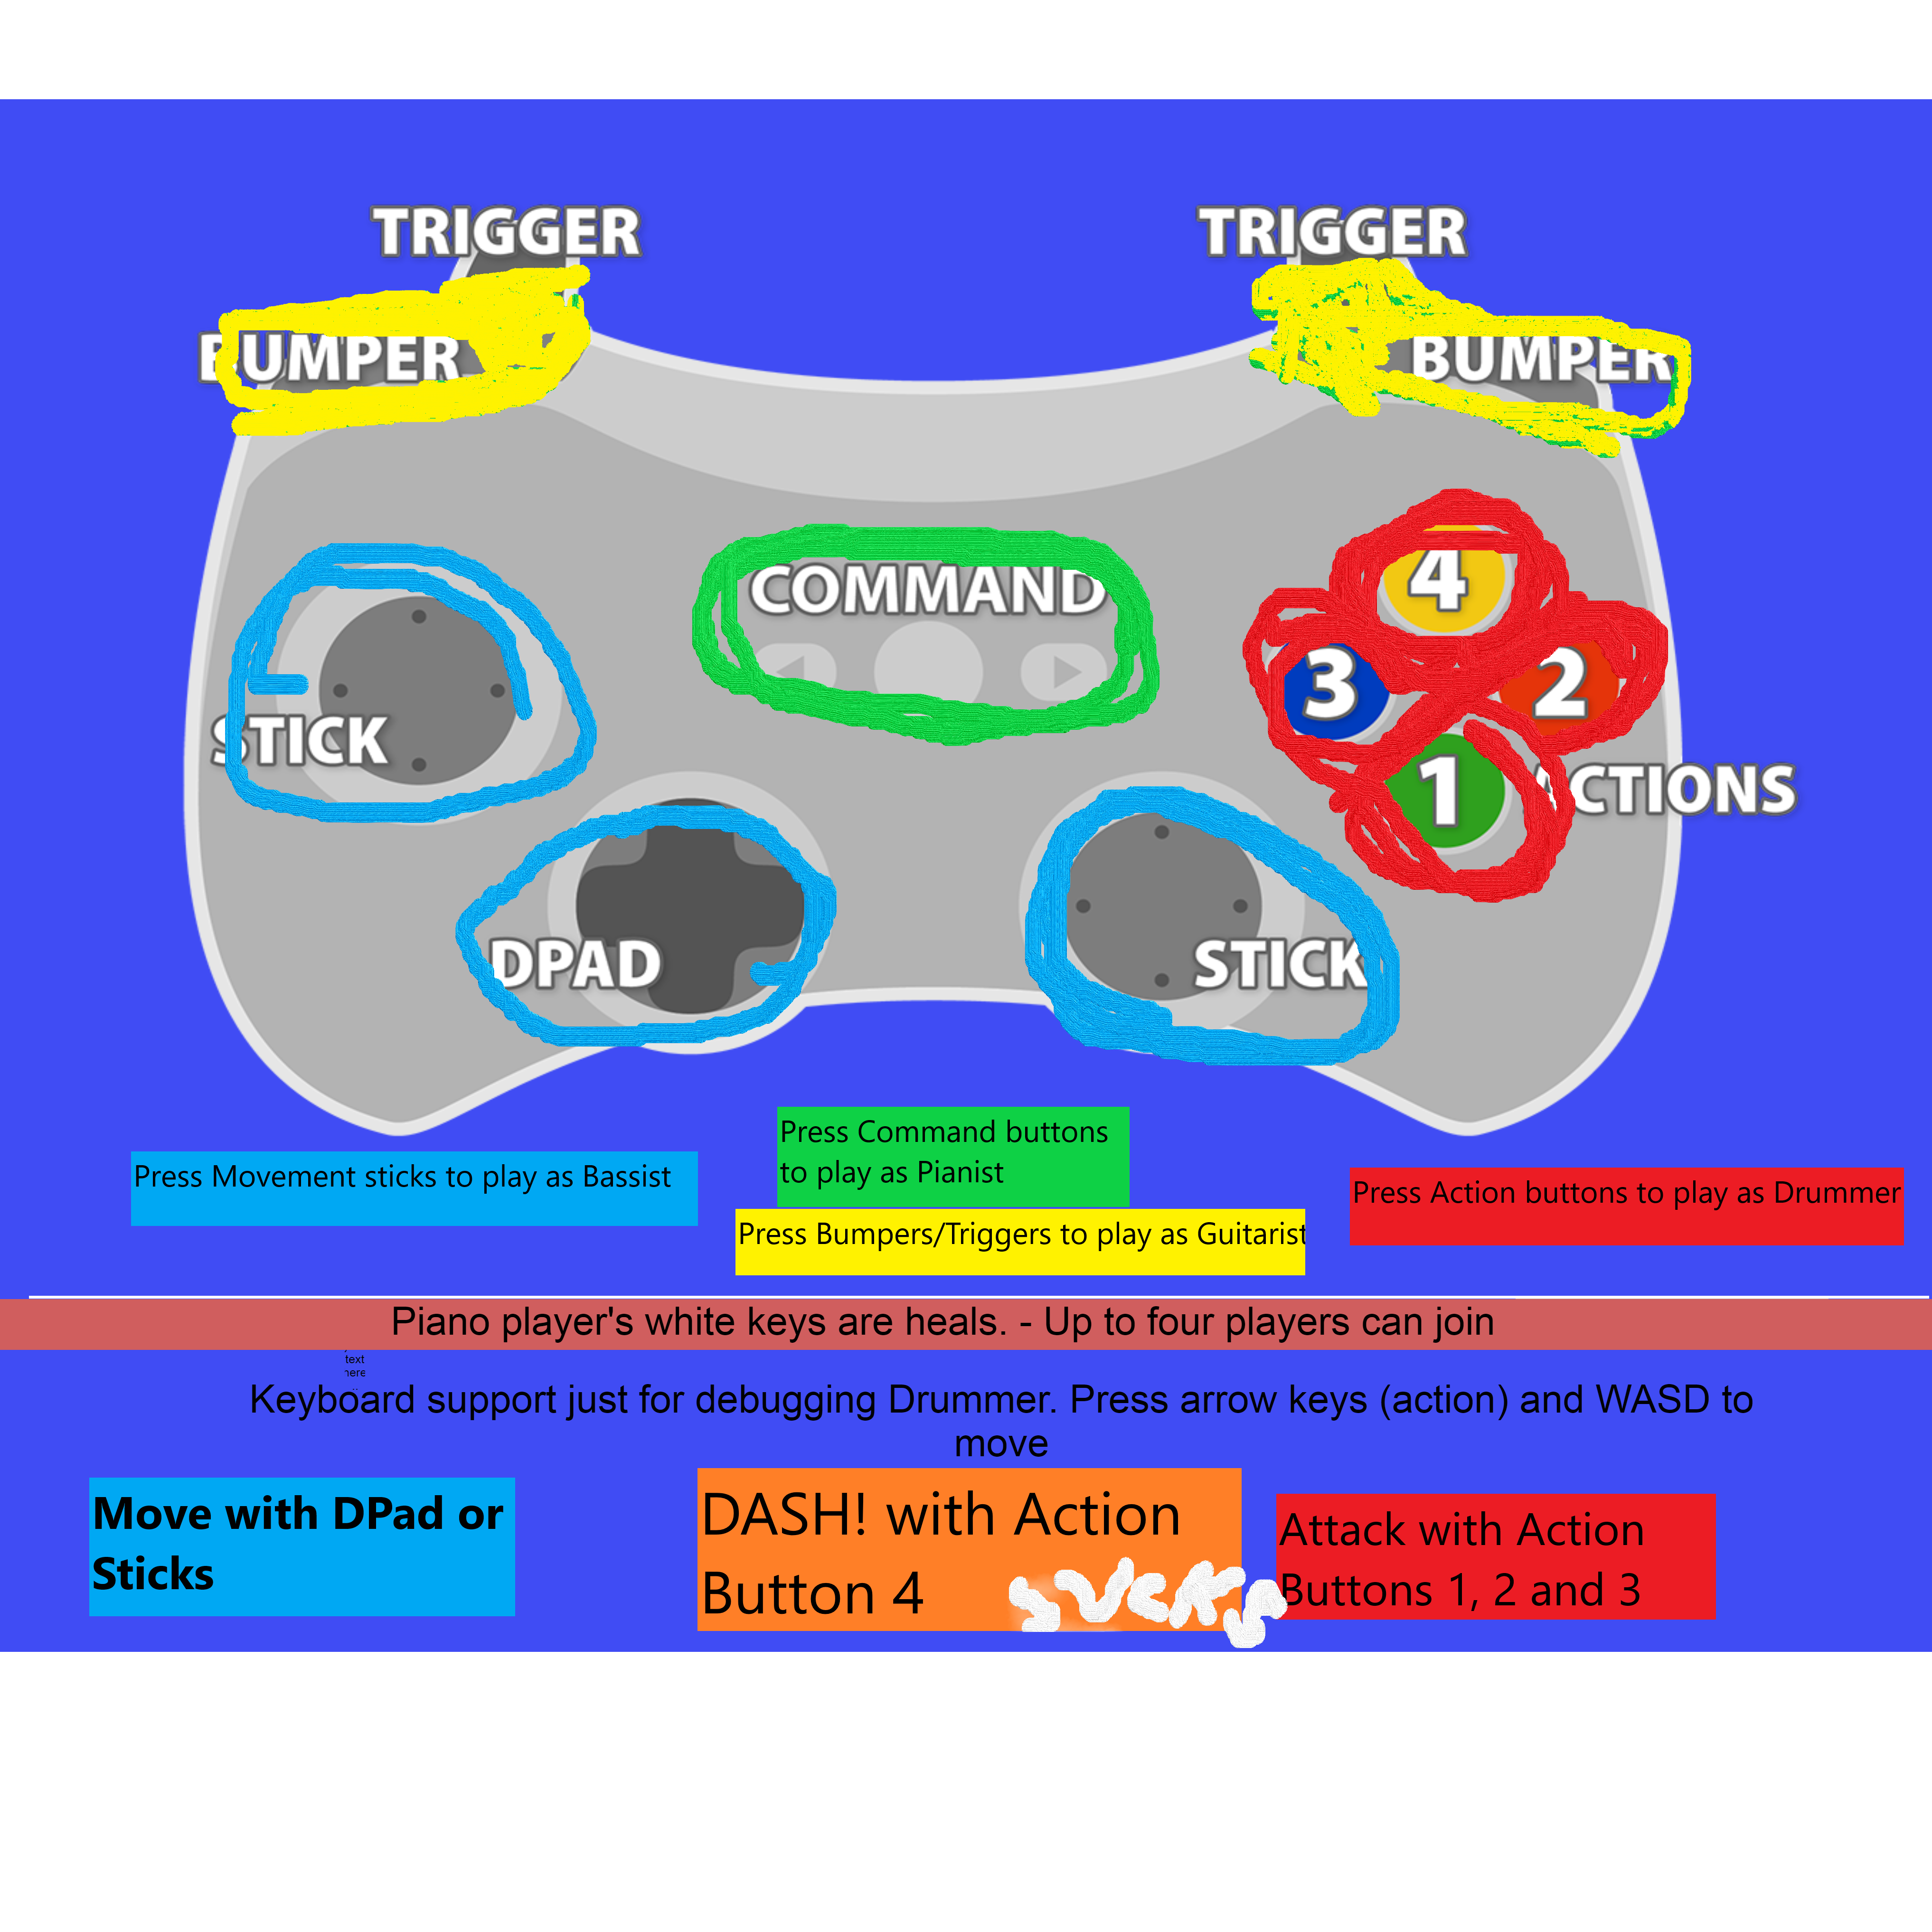 TRIGGER TRIGGER
BUMPER BUMPER
COMMAND
4
3 2
STICK
1 ACTIONS
DPAD STICK
Press Command buttons
to play as Pianist
Press Movement sticks to play as Bassist
Press Action buttons to play as Drummer
Press Bumpers/Triggers to play as Guitarist
Piano player's white keys are heals. - Up to four players can join
text
here
Keyboard support just for debugging Drummer. Press arrow keys (action) and WASD to
move
Move with DPad or
Sticks
DASH! with Action
Button 4
SUCKS
Attack with Action
Buttons 1, 2 and 3